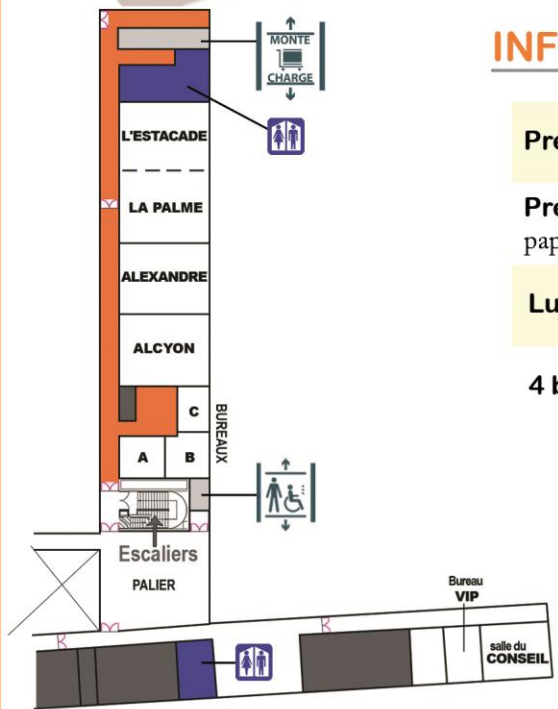 MONTE
CHARGE
L'ESTACADE
LA PALME
ALEXANDRE
ALCYON
C
BUREAUX
A
B
Escaliers
PALIER
Bureau
VIP
salle du
CONSEIL
INF
Pre
Pre
pap
Lu
4 b